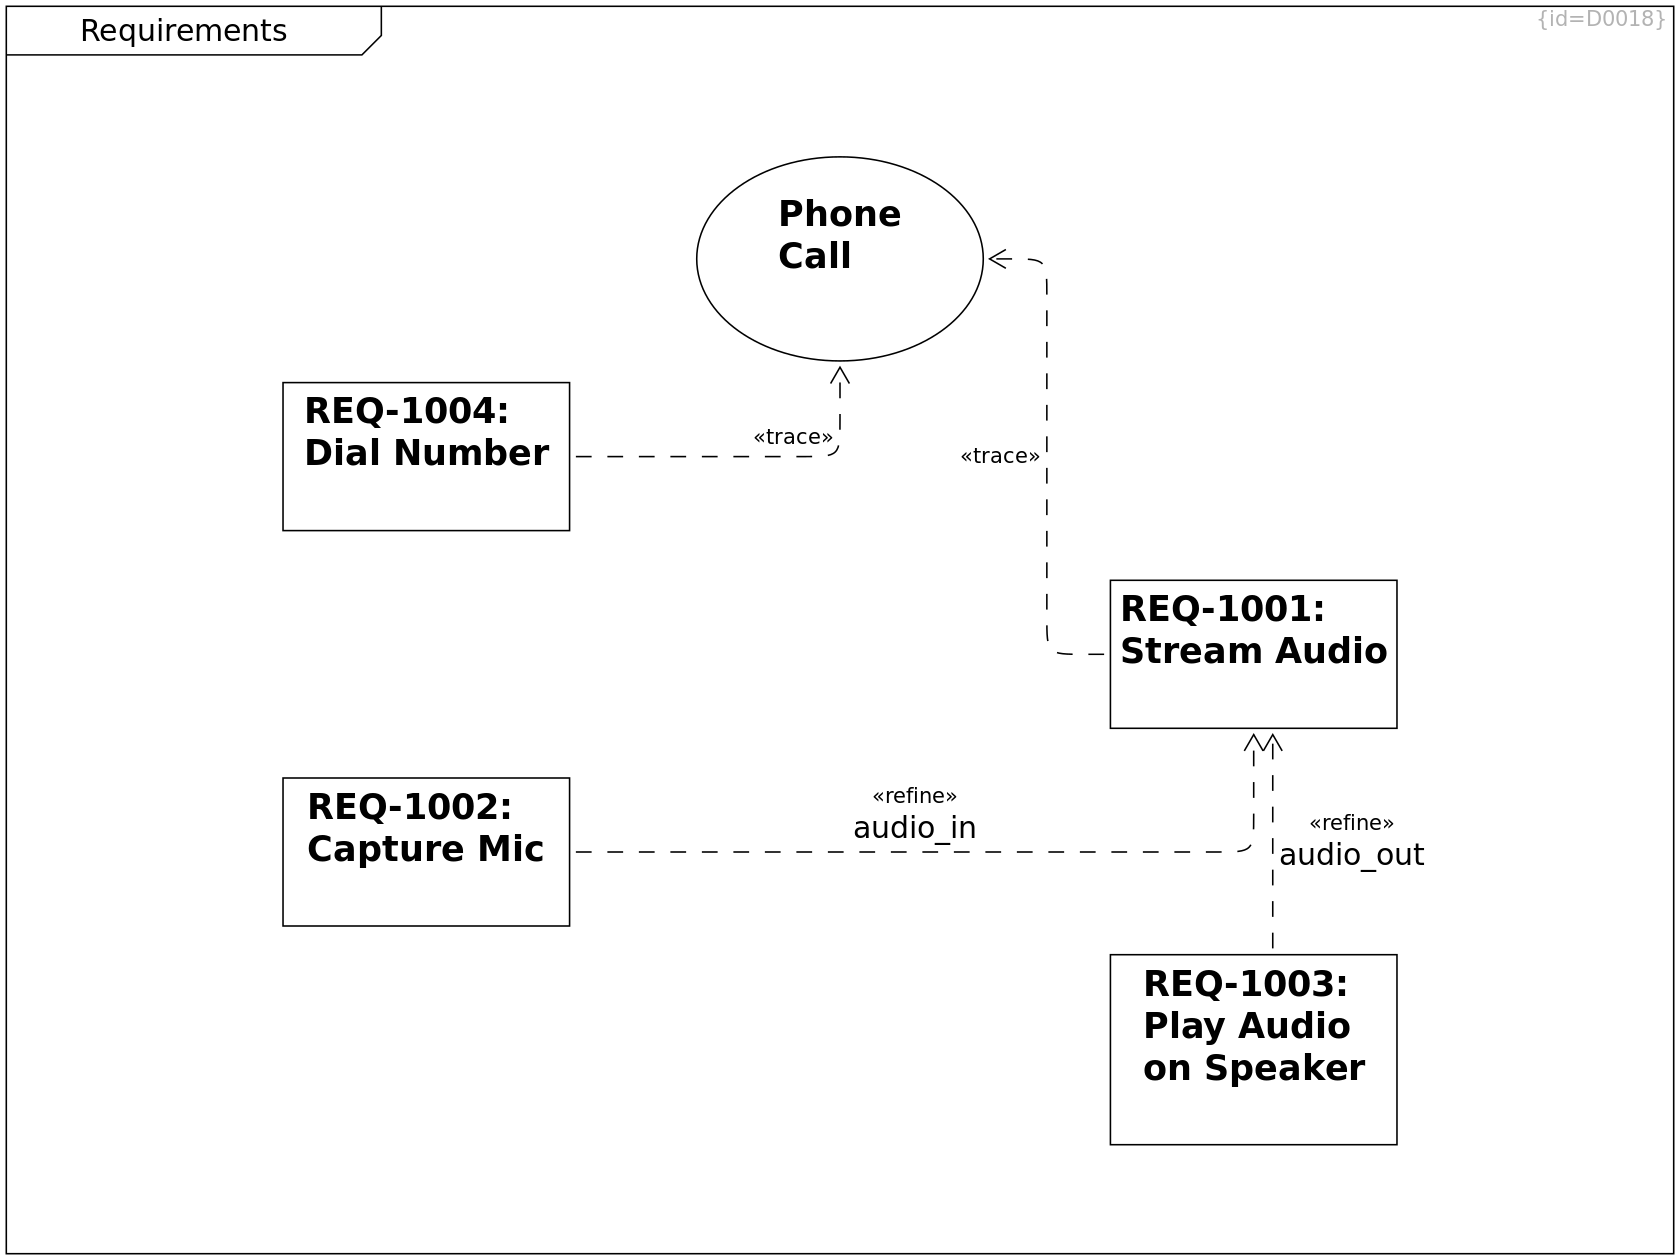 Requirements
{id=D0018}
Phone
Call
REQ-1004:
Dial Number
«trace»
«trace»
REQ-1001:
Stream Audio
REQ-1002:
Capture Mic
«refine»
audio_in
«refine»
audio_out
REQ-1003:
Play Audio
on Speaker